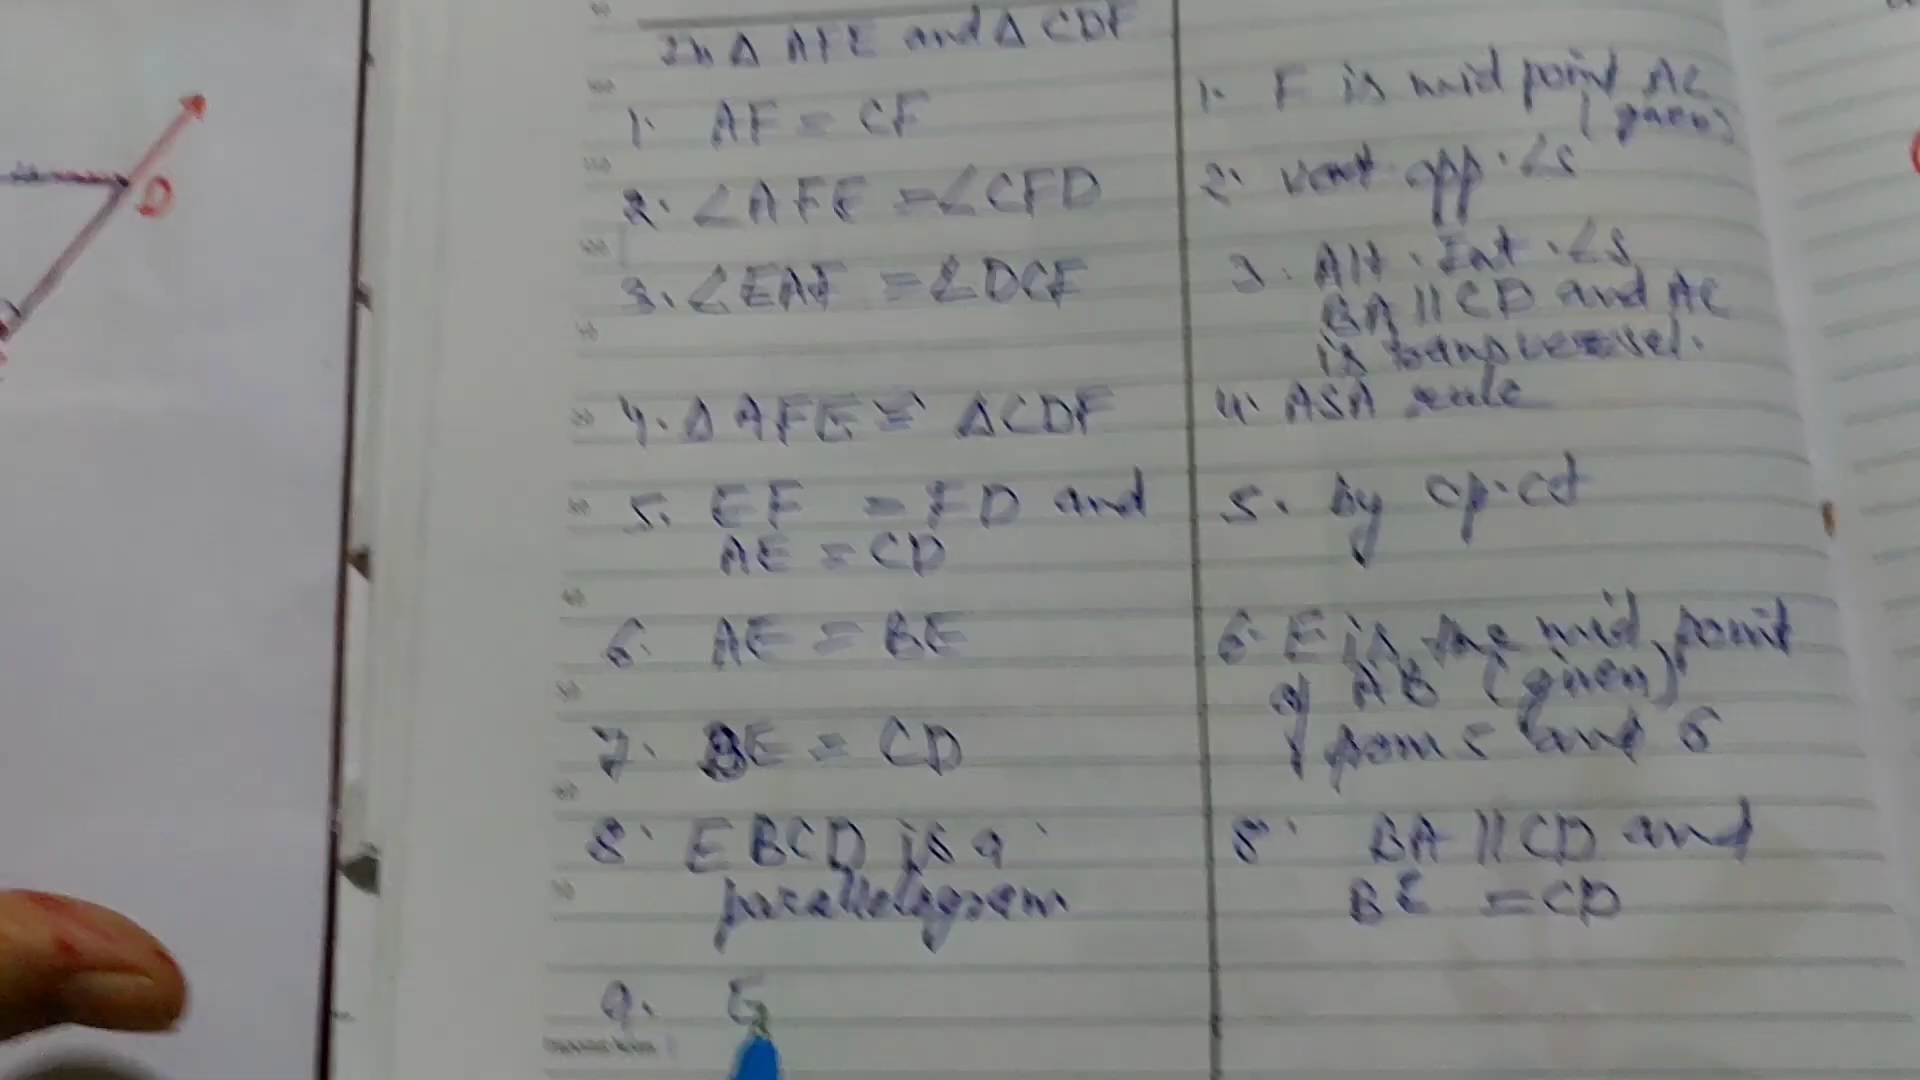 D
In Δ AFE and Δ CDF
1. AF = CF
1. F is mid point AC
(given)
2. ∠AFE = ∠CFD
2. vert opp. ∠s
3. ∠EAF = ∠DCF
3. Alt. Int. ∠s
BA || CD and AC
is
4. Δ AFE ≅ ΔCDF
4. ASA rule
5. EF = FD and
AE = CD
5. by cp.ct
6. AE = BE
6. E is the mid point
of AB (given)
7. BE = CD
from 5 and 6
8. EBCD is a
parallelogram
8. BA || CD and
BE = CD
9. E